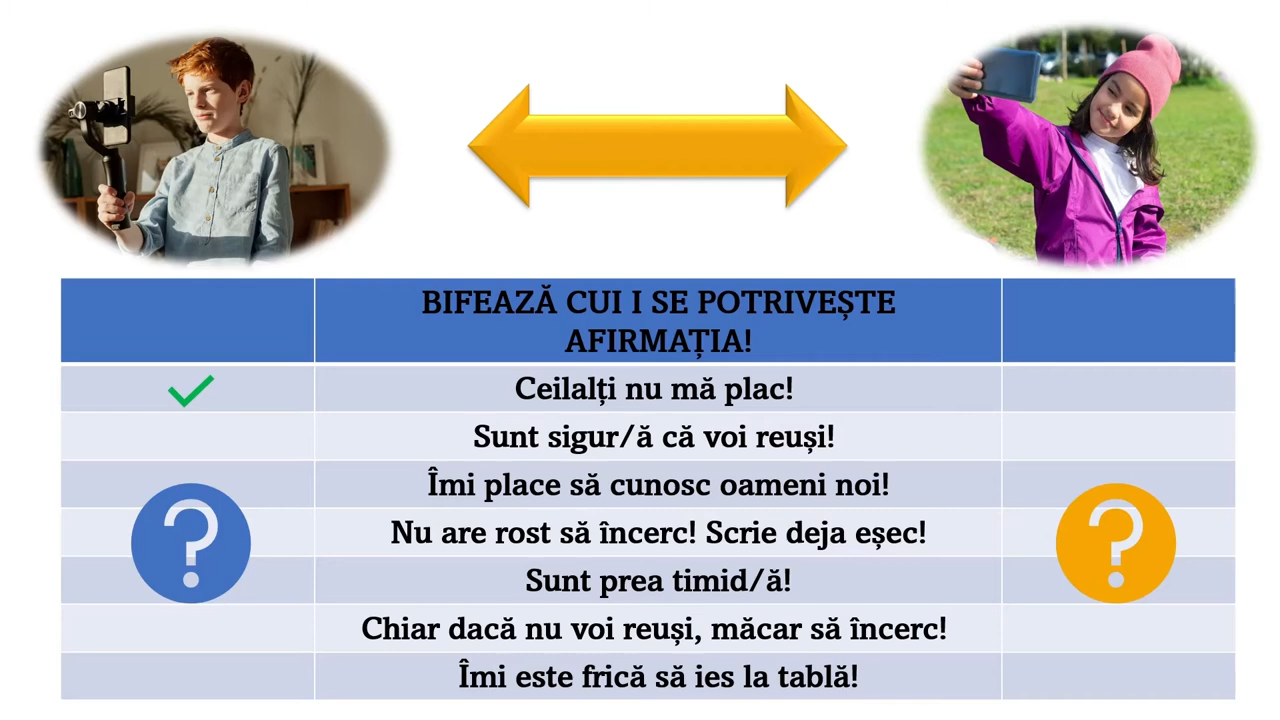 BIFEAZĂ CUI I SE POTRIVEȘTE
AFIRMAȚIA!
Ceilalți nu mă plac!
Sunt sigur/ă că voi reuși!
Îmi place să cunosc oameni noi!
Nu are rost să încerc! Scrie deja eșec!
Sunt prea timid/ă!
Chiar dacă nu voi reuși, măcar să încerc!
Îmi este frică să ies la tablă!